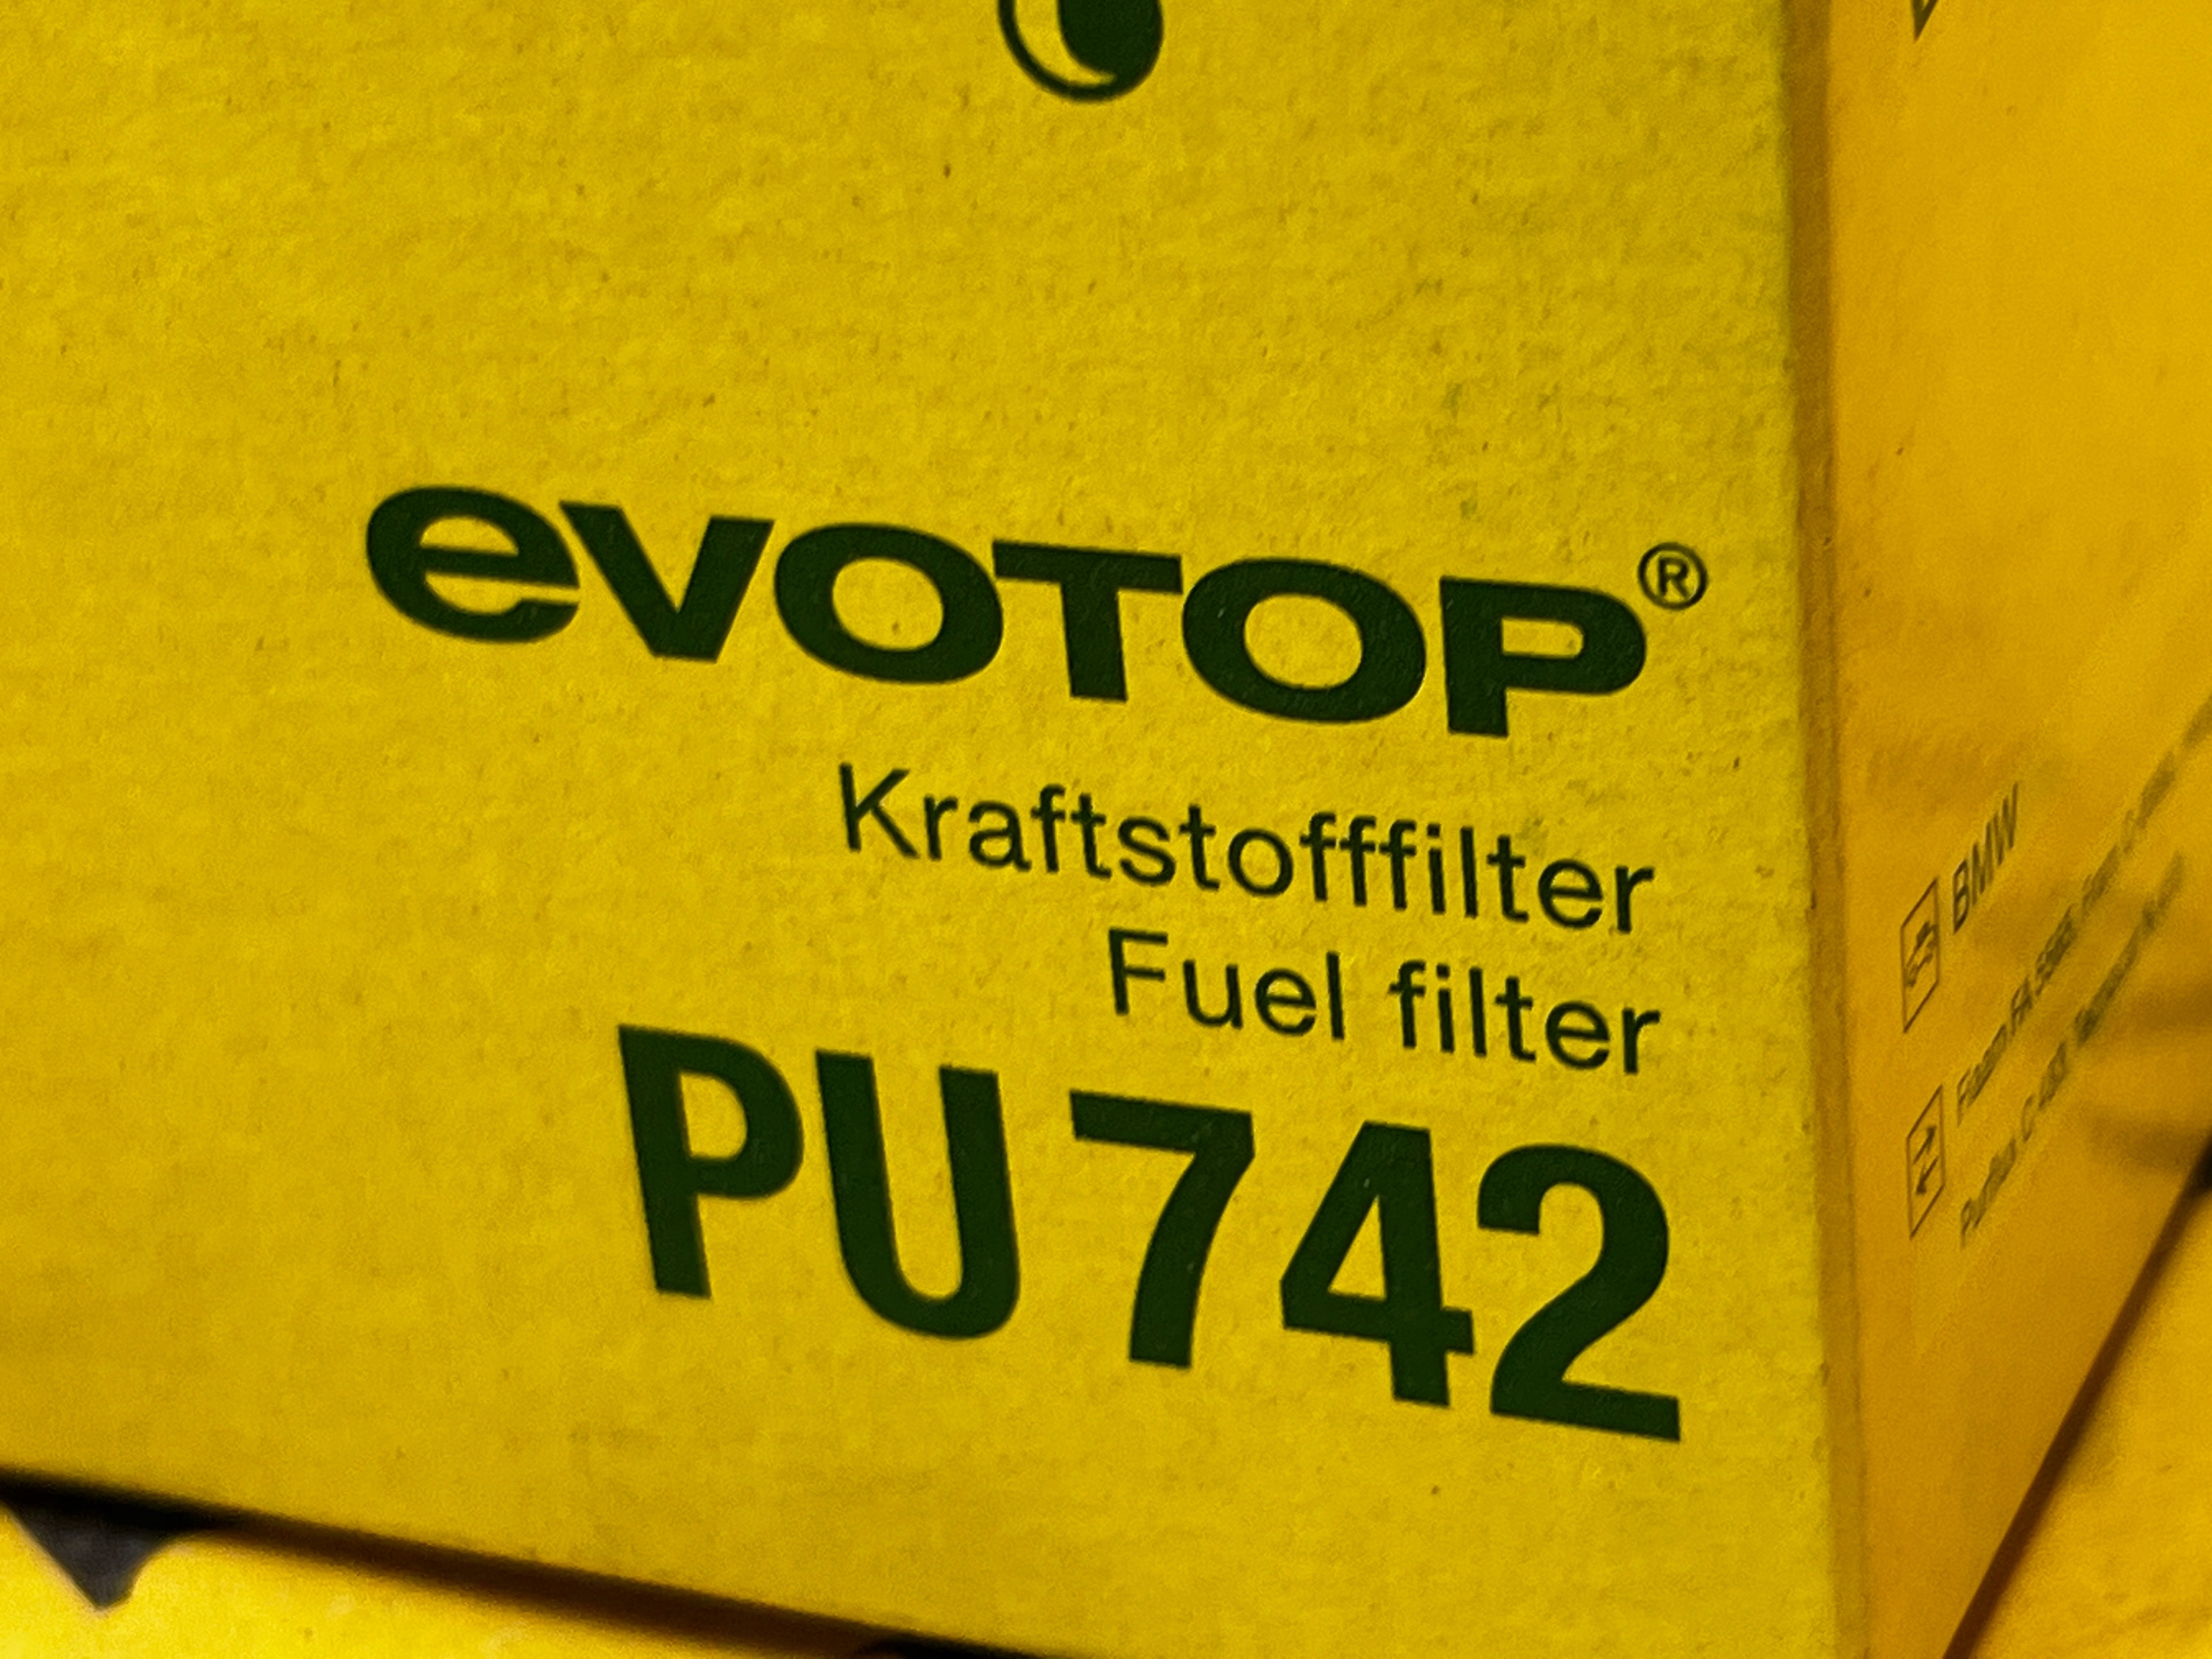 evoTOP®
Kraftstofffilter
Fuel filter
PU 742
BMW